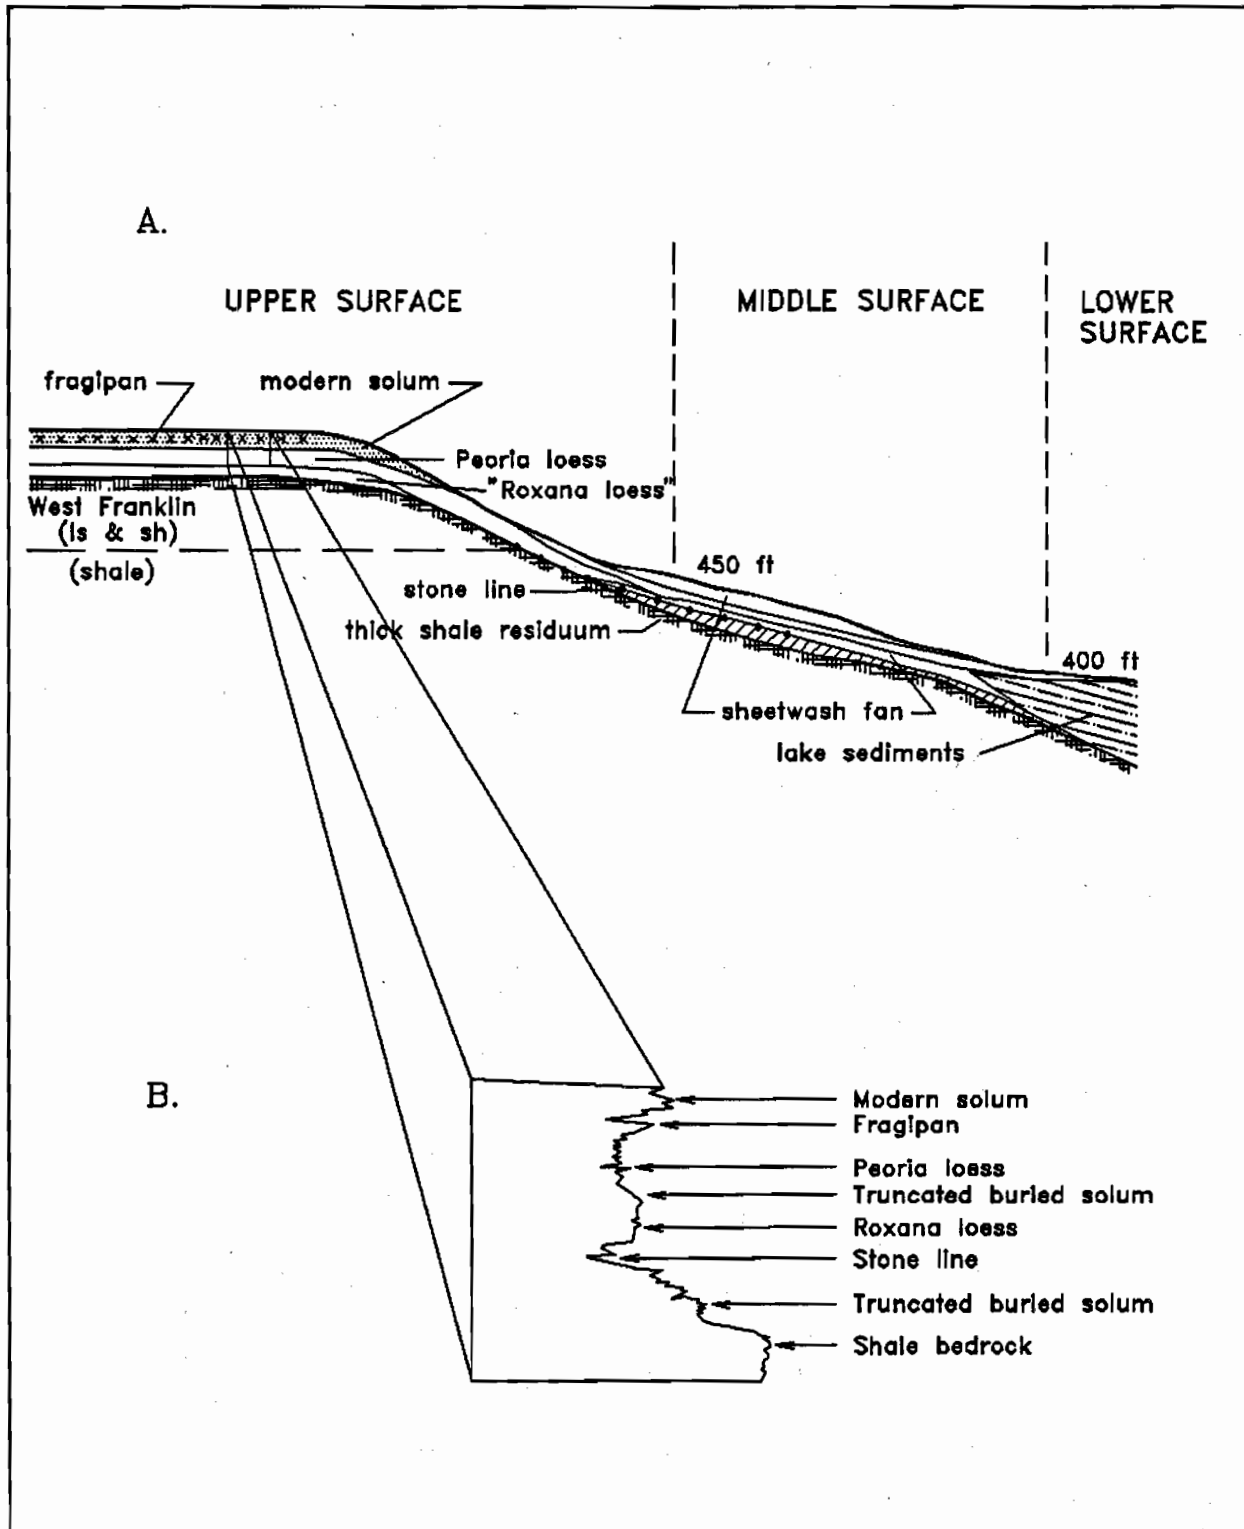 A.
UPPER SURFACE
MIDDLE SURFACE
LOWER
SURFACE
fragipan
modern solum
Peoria loess
"Roxana loess"
West Franklin
(ls & sh)
(shale)
450 ft
stone line
thick shale residuum
400 ft
sheetwash fan
lake sediments
B.
Modern solum
Fragipan
Peoria loess
Truncated buried solum
Roxana loess
Stone line
Truncated buried solum
Shale bedrock